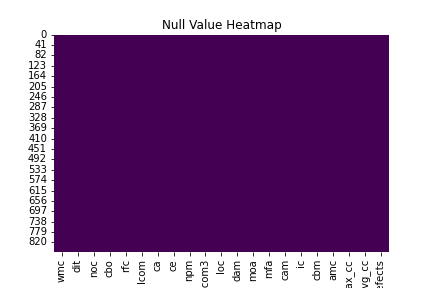 Null Value Heatmap
0
41
82
123
164
205
246
287
328
369
410
451
492
533
574
615
656
697
738
779
820
wmc
dit
noc
cbo
rfc
lcom
ca
ce
npm
com3
loc
dam
moa
mfa
cam
ic
cbm
amc
ax_cc
vg_cc
efects